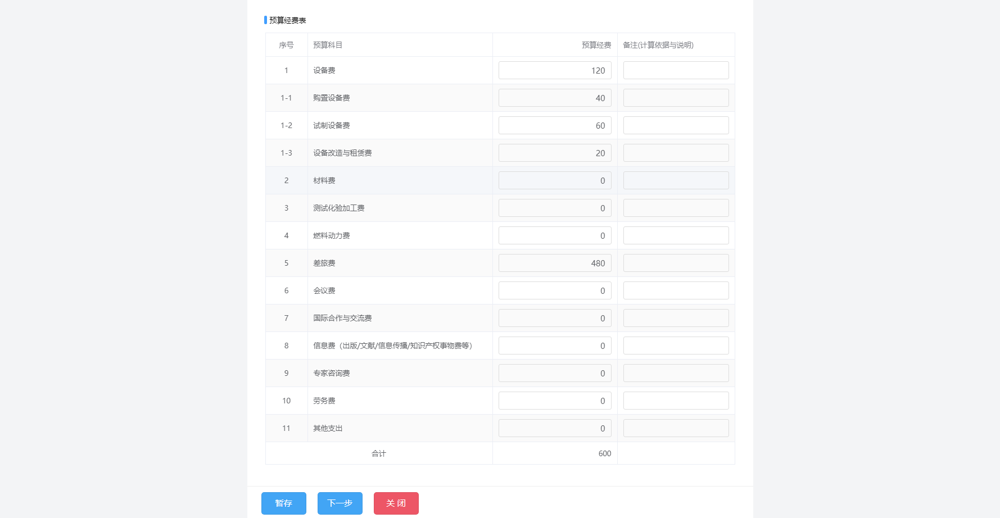 预算经费表
序号 预算科目 预算经费 备注(计算依据与说明)
1 设备费 120
1-1 购置设备费 40
1-2 试制设备费 60
1-3 设备改造与租赁费 20
2 材料费 0
3 测试化验加工费 0
4 燃料动力费 0
5 差旅费 480
6 会议费 0
7 国际合作与交流费 0
8 信息费（出版/文献/信息传播/知识产权事物费等） 0
9 专家咨询费 0
10 劳务费 0
11 其他支出 0
合计 600
暂存 下一步 关 闭